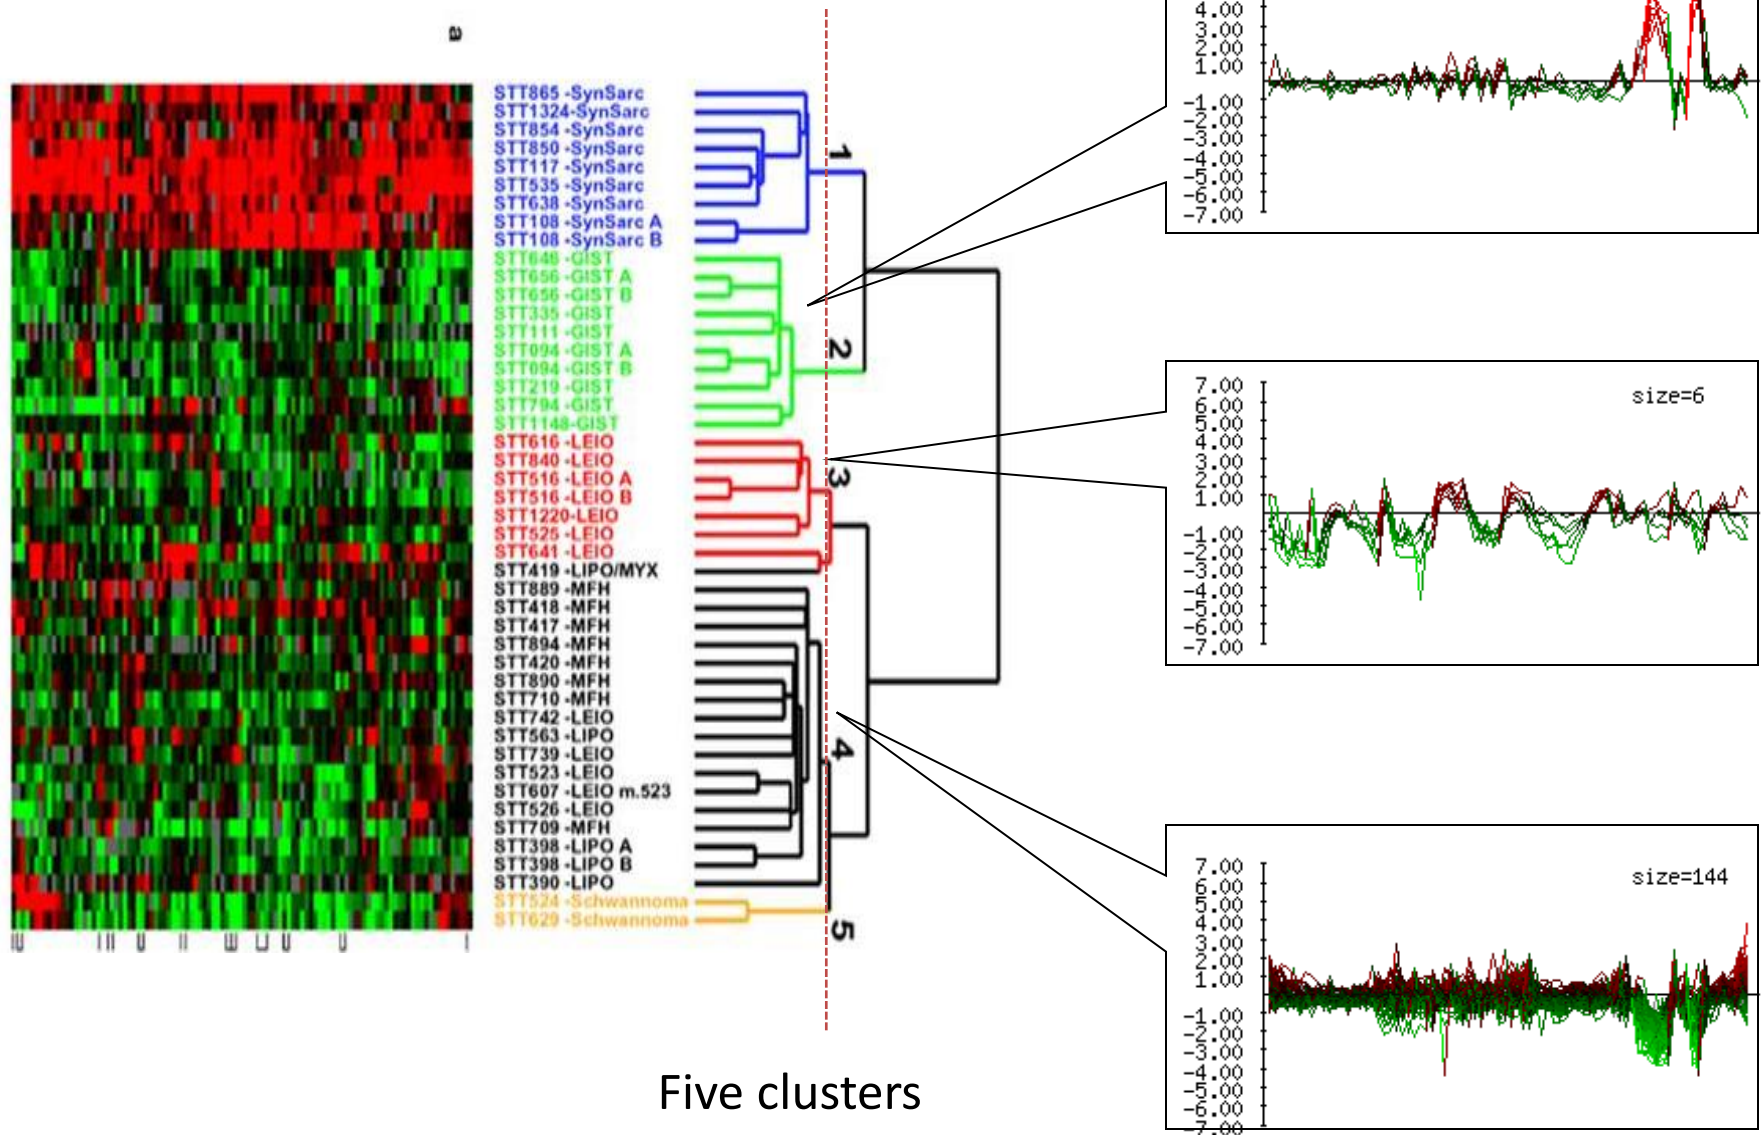 a
STT865 -SynSarc
STT1324-SynSarc
STT854 -SynSarc
STT850 -SynSarc
STT117 -SynSarc
STT535 -SynSarc
STT638 -SynSarc
STT108 -SynSarc A
STT108 -SynSarc B
STT646 -GIST
STT656 -GIST A
STT656 -GIST B
STT335 -GIST
STT111 -GIST
STT094 -GIST A
STT094 -GIST B
STT219 -GIST
STT794 -GIST
STT1148-GIST
STT616 -LEIO
STT840 -LEIO
STT516 -LEIO A
STT516 -LEIO B
STT1220-LEIO
STT525 -LEIO
STT641 -LEIO
STT419 -LIPO/MYX
STT889 -MFH
STT418 -MFH
STT417 -MFH
STT894 -MFH
STT420 -MFH
STT890 -MFH
STT710 -MFH
STT742 -LEIO
STT563 -LIPO
STT739 -LEIO
STT523 -LEIO
STT607 -LEIO m.523
STT526 -LEIO
STT709 -MFH
STT398 -LIPO A
STT398 -LIPO B
STT390 -LIPO
STT524 -Schwannoma
STT629 -Schwannoma
1
2
3
4
5
4.00
3.00
2.00
1.00
-1.00
-2.00
-3.00
-4.00
-5.00
-6.00
-7.00
size=6
7.00
6.00
5.00
4.00
3.00
2.00
1.00
-1.00
-2.00
-3.00
-4.00
-5.00
-6.00
-7.00
size=144
7.00
6.00
5.00
4.00
3.00
2.00
1.00
-1.00
-2.00
-3.00
-4.00
-5.00
-6.00
-7.00
Five clusters